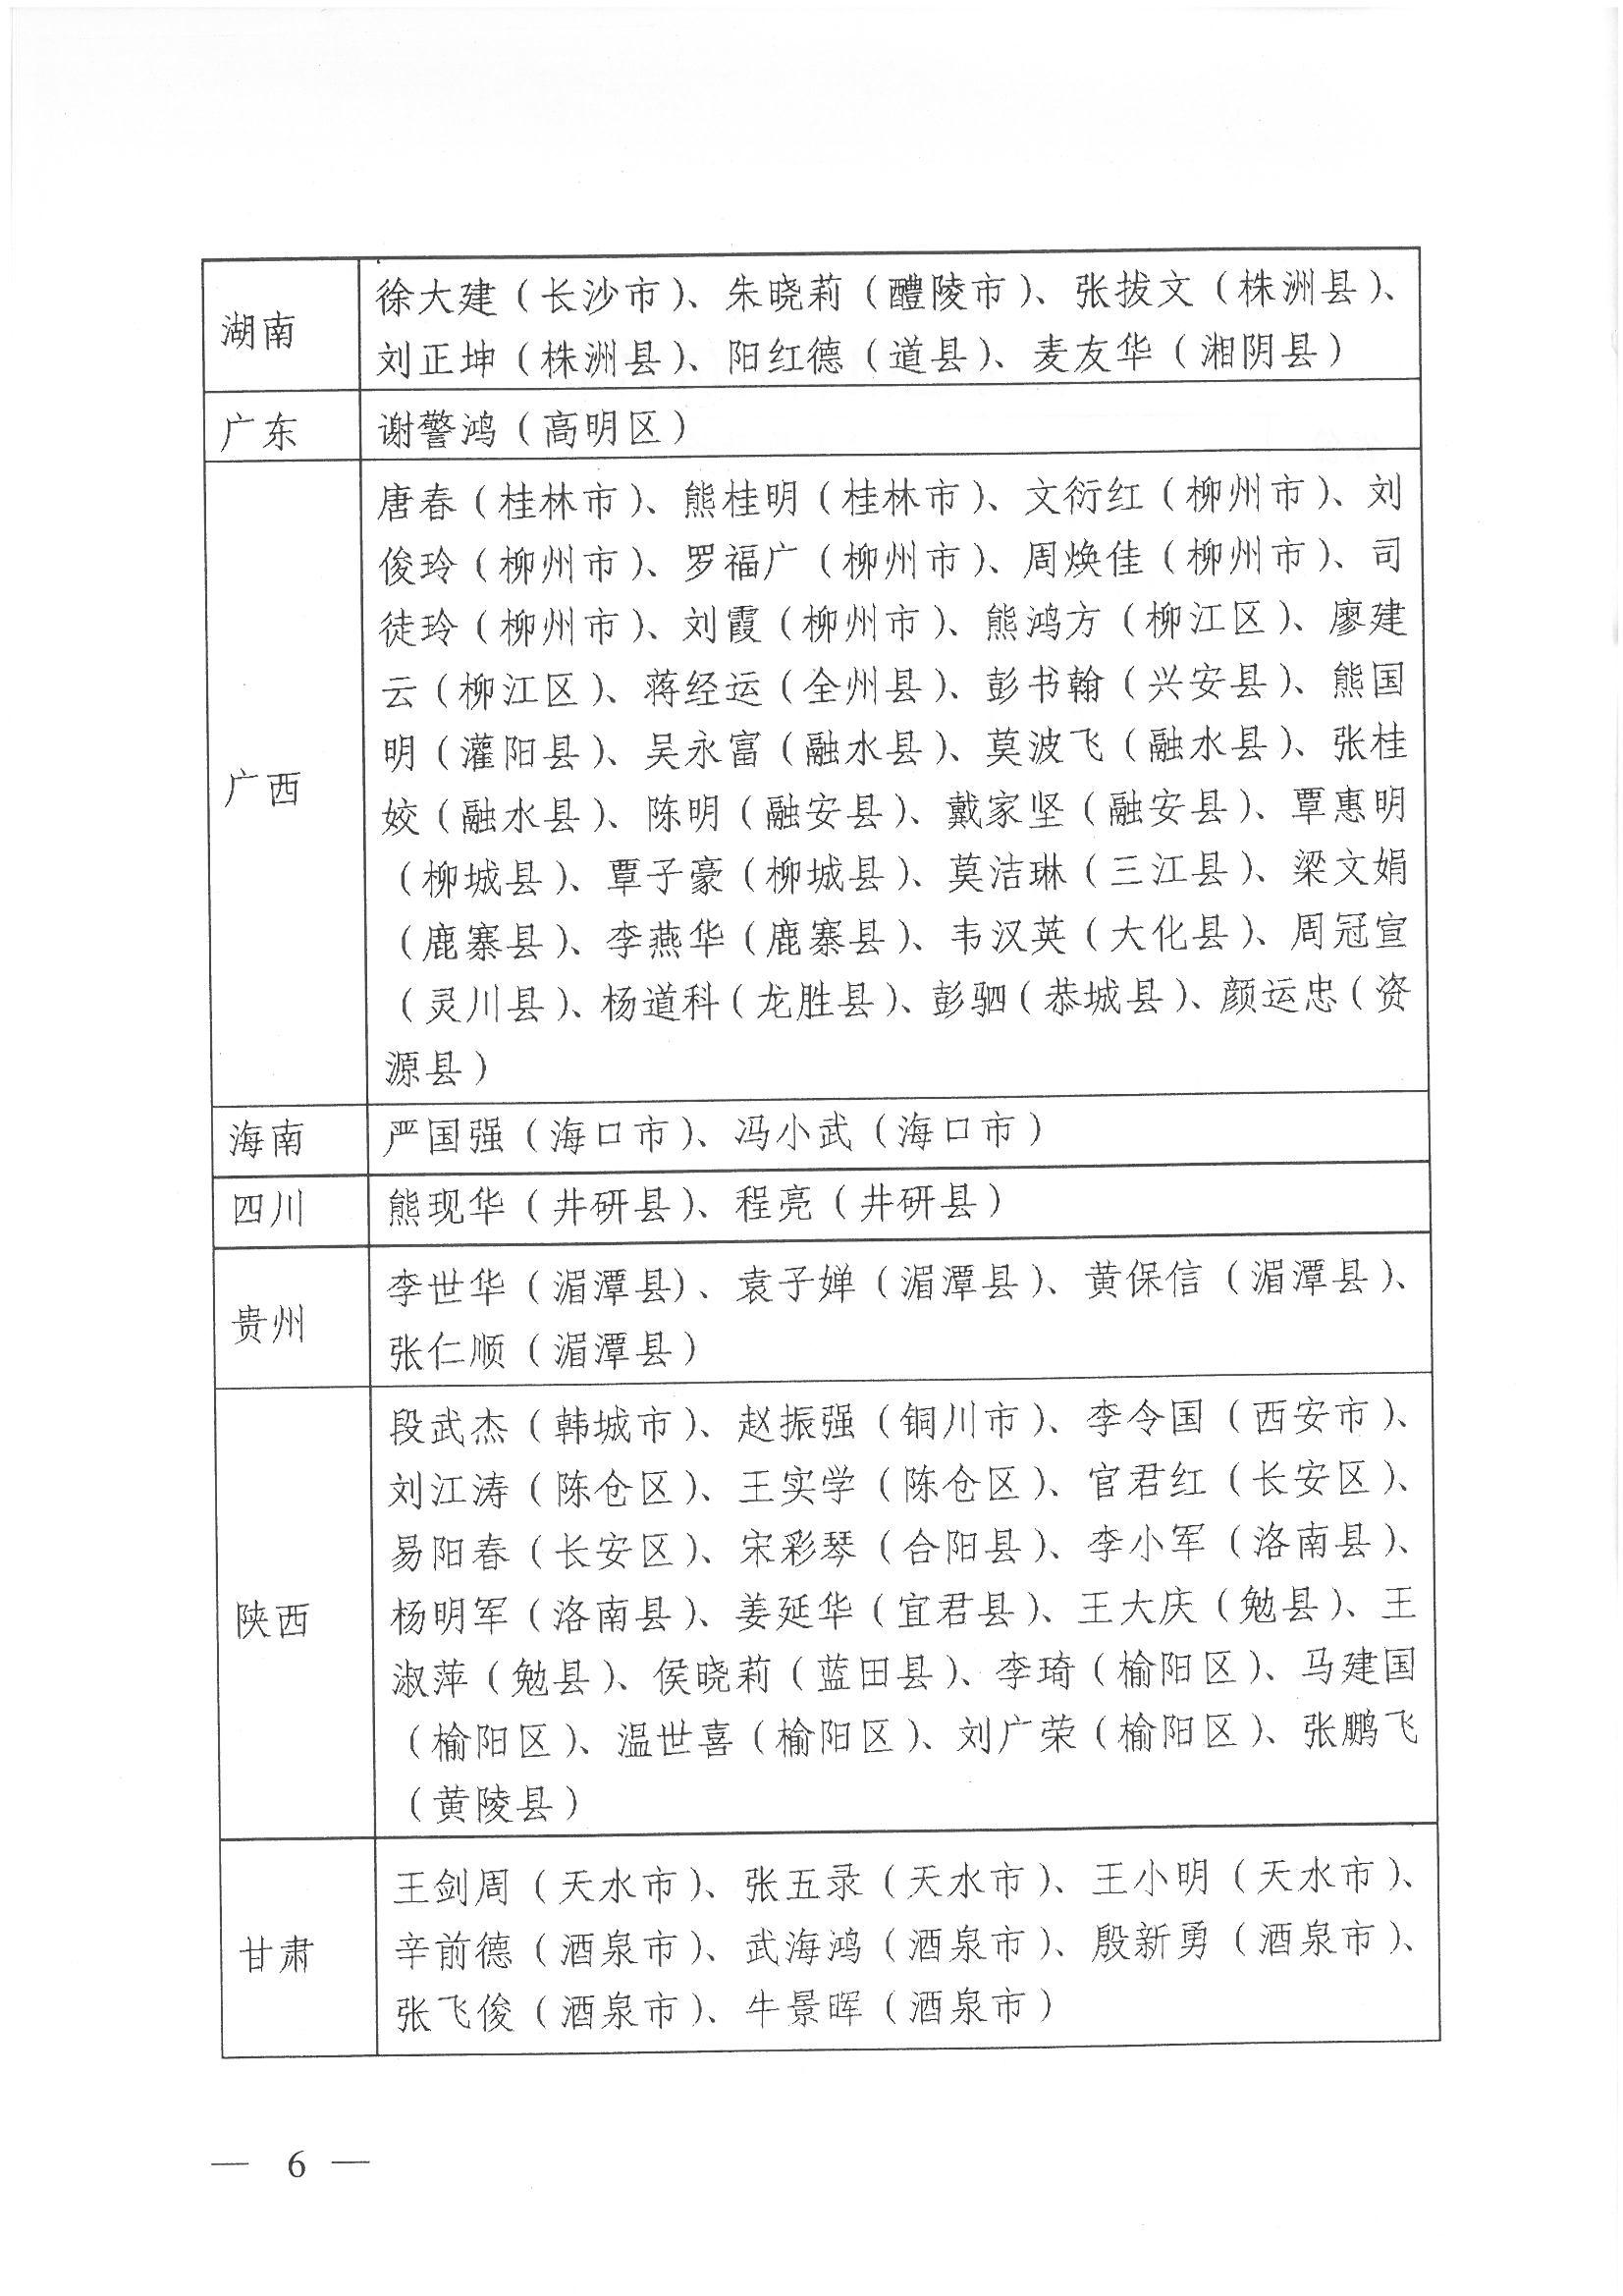 湖南
徐大建（长沙市）、朱晓莉（醴陵市）、张拔文（株洲县）、
刘正坤（株洲县）、阳红德（道县）、麦友华（湘阴县）
广东
谢警鸿（高明区）
广西
唐春（桂林市）、熊桂明（桂林市）、文衍红（柳州市）、刘
俊玲（柳州市）、罗福广（柳州市）、周焕佳（柳州市）、司
徒玲（柳州市）、刘霞（柳州市）、熊鸿方（柳江区）、廖建
云（柳江区）、蒋经运（全州县）、彭书翰（兴安县）、熊国
明（灌阳县）、吴永富（融水县）、莫波飞（融水县）、张桂
姣（融水县）、陈明（融安县）、戴家坚（融安县）、覃惠明
（柳城县）、覃子豪（柳城县）、莫洁琳（三江县）、梁文娟
（鹿寨县）、李燕华（鹿寨县）、韦汉英（大化县）、周冠宣
（灵川县）、杨道科（龙胜县）、彭驷（恭城县）、颜运忠（资
源县）
海南
严国强（海口市）、冯小武（海口市）
四川
熊现华（井研县）、程亮（井研县）
贵州
李世华（湄潭县)、袁子婵（湄潭县）、黄保信（湄潭县）、
张仁顺（湄潭县）
陕西
段武杰（韩城市）、赵振强（铜川市）、李令国（西安市）、
刘江涛（陈仓区）、王实学（陈仓区）、官君红（长安区）、
易阳春（长安区）、宋彩琴（合阳县）、李小军（洛南县）、
杨明军（洛南县）、姜延华（宜君县）、王大庆（勉县）、王
淑萍（勉县）、侯晓莉（蓝田县）、李琦（榆阳区）、马建国
（榆阳区）、温世喜（榆阳区）、刘广荣（榆阳区）、张鹏飞
（黄陵县）
甘肃
王剑周（天水市）、张五录（天水市）、王小明（天水市）、
辛前德（酒泉市）、武海鸿（酒泉市）、殷新勇（酒泉市）、
张飞俊（酒泉市）、牛景晖（酒泉市）
— 6 —